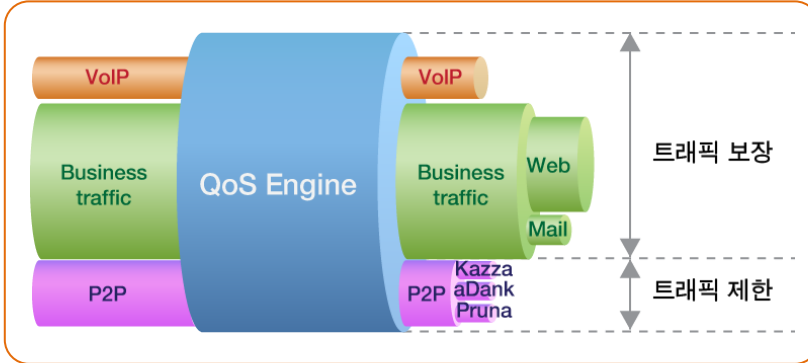 VoIP
Business
traffic
P2P
QoS Engine
VoIP
Business
traffic
Web
Mail
P2P
Kazza
aDank
Pruna
트래픽 보장
트래픽 제한